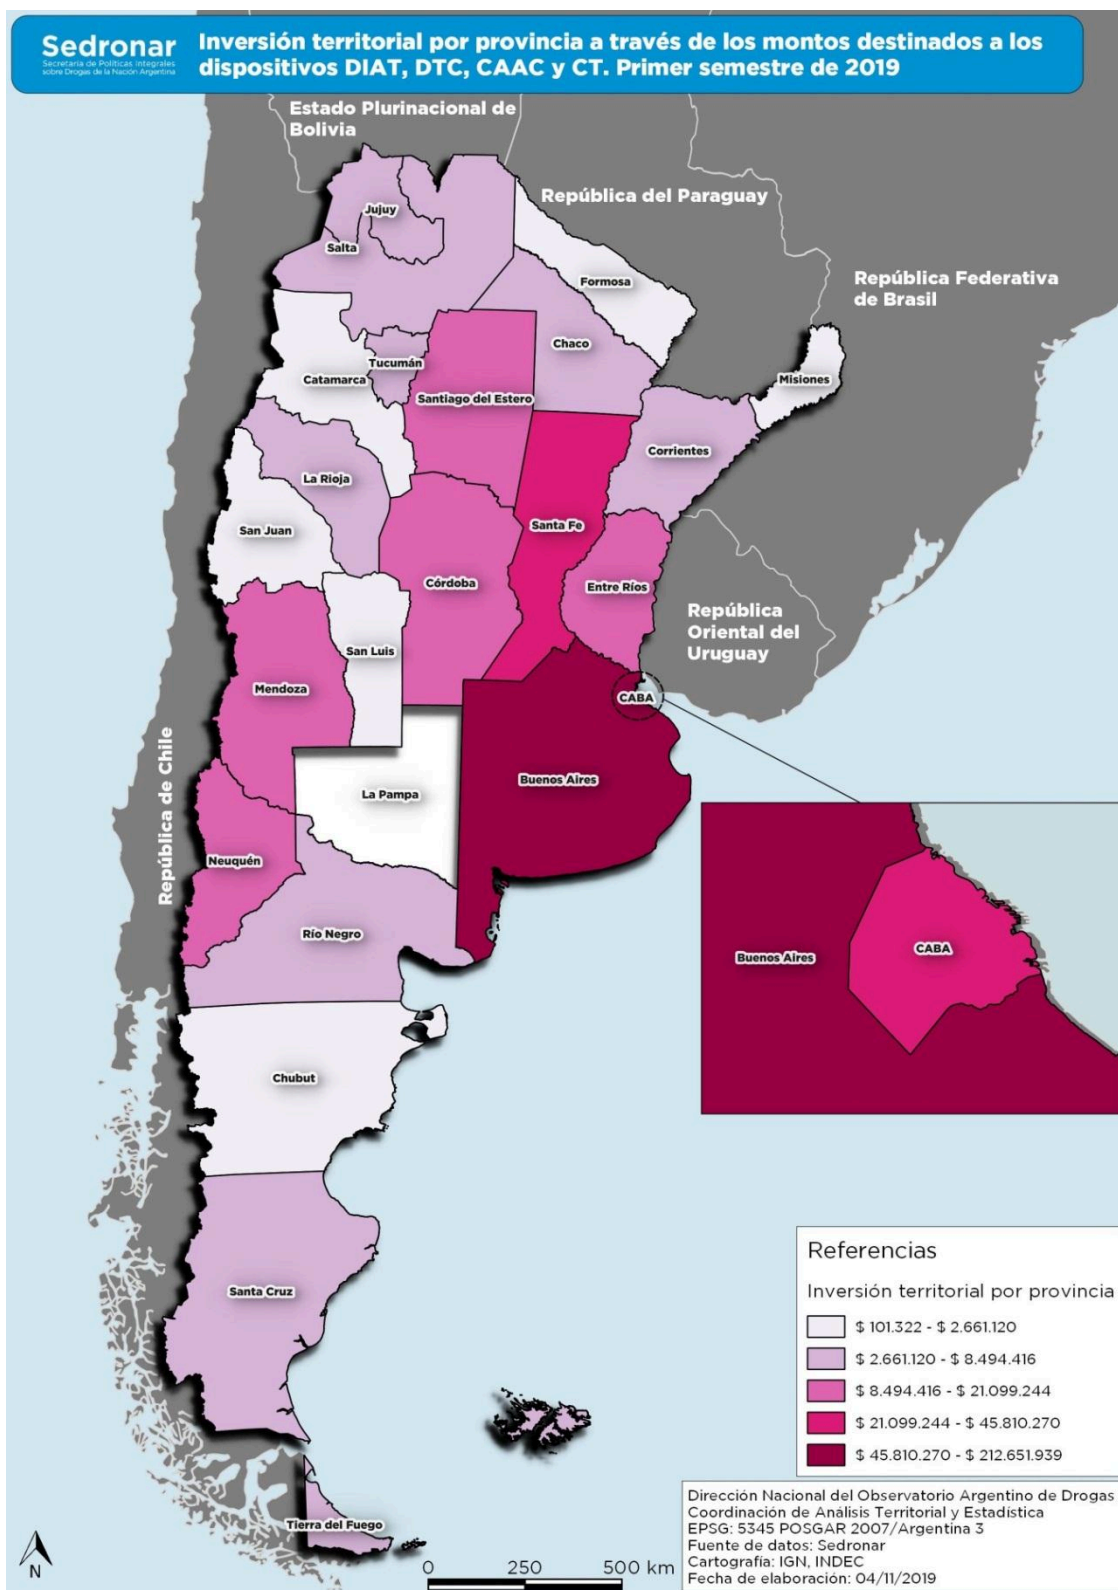 Sedronar
Secretaría de Políticas Integrales
sobre Drogas de la Nación Argentina
Inversión territorial por provincia a través de los montos destinados a los
dispositivos DIAT, DTC, CAAC y CT. Primer semestre de 2019
Estado Plurinacional de
Bolivia
República del Paraguay
Jujuy
Salta
Formosa
República Federativa
de Brasil
Chaco
Tucumán
Catamarca
Misiones
Santiago del Estero
Corrientes
La Rioja
San Juan
Santa Fe
Córdoba
Entre Ríos
República
Oriental del
Uruguay
San Luis
Mendoza
CABA
República de Chile
Buenos Aires
La Pampa
Neuquén
Río Negro
CABA
Buenos Aires
Chubut
Santa Cruz
Tierra del Fuego
Referencias
Inversión territorial por provincia
$ 101.322 - $ 2.661.120
$ 2.661.120 - $ 8.494.416
$ 8.494.416 - $ 21.099.244
$ 21.099.244 - $ 45.810.270
$ 45.810.270 - $ 212.651.939
Dirección Nacional del Observatorio Argentino de Drogas
Coordinación de Análisis Territorial y Estadística
EPSG: 5345 POSGAR 2007/Argentina 3
Fuente de datos: Sedronar
Cartografía: IGN, INDEC
Fecha de elaboración: 04/11/2019
N
0 250 500 km